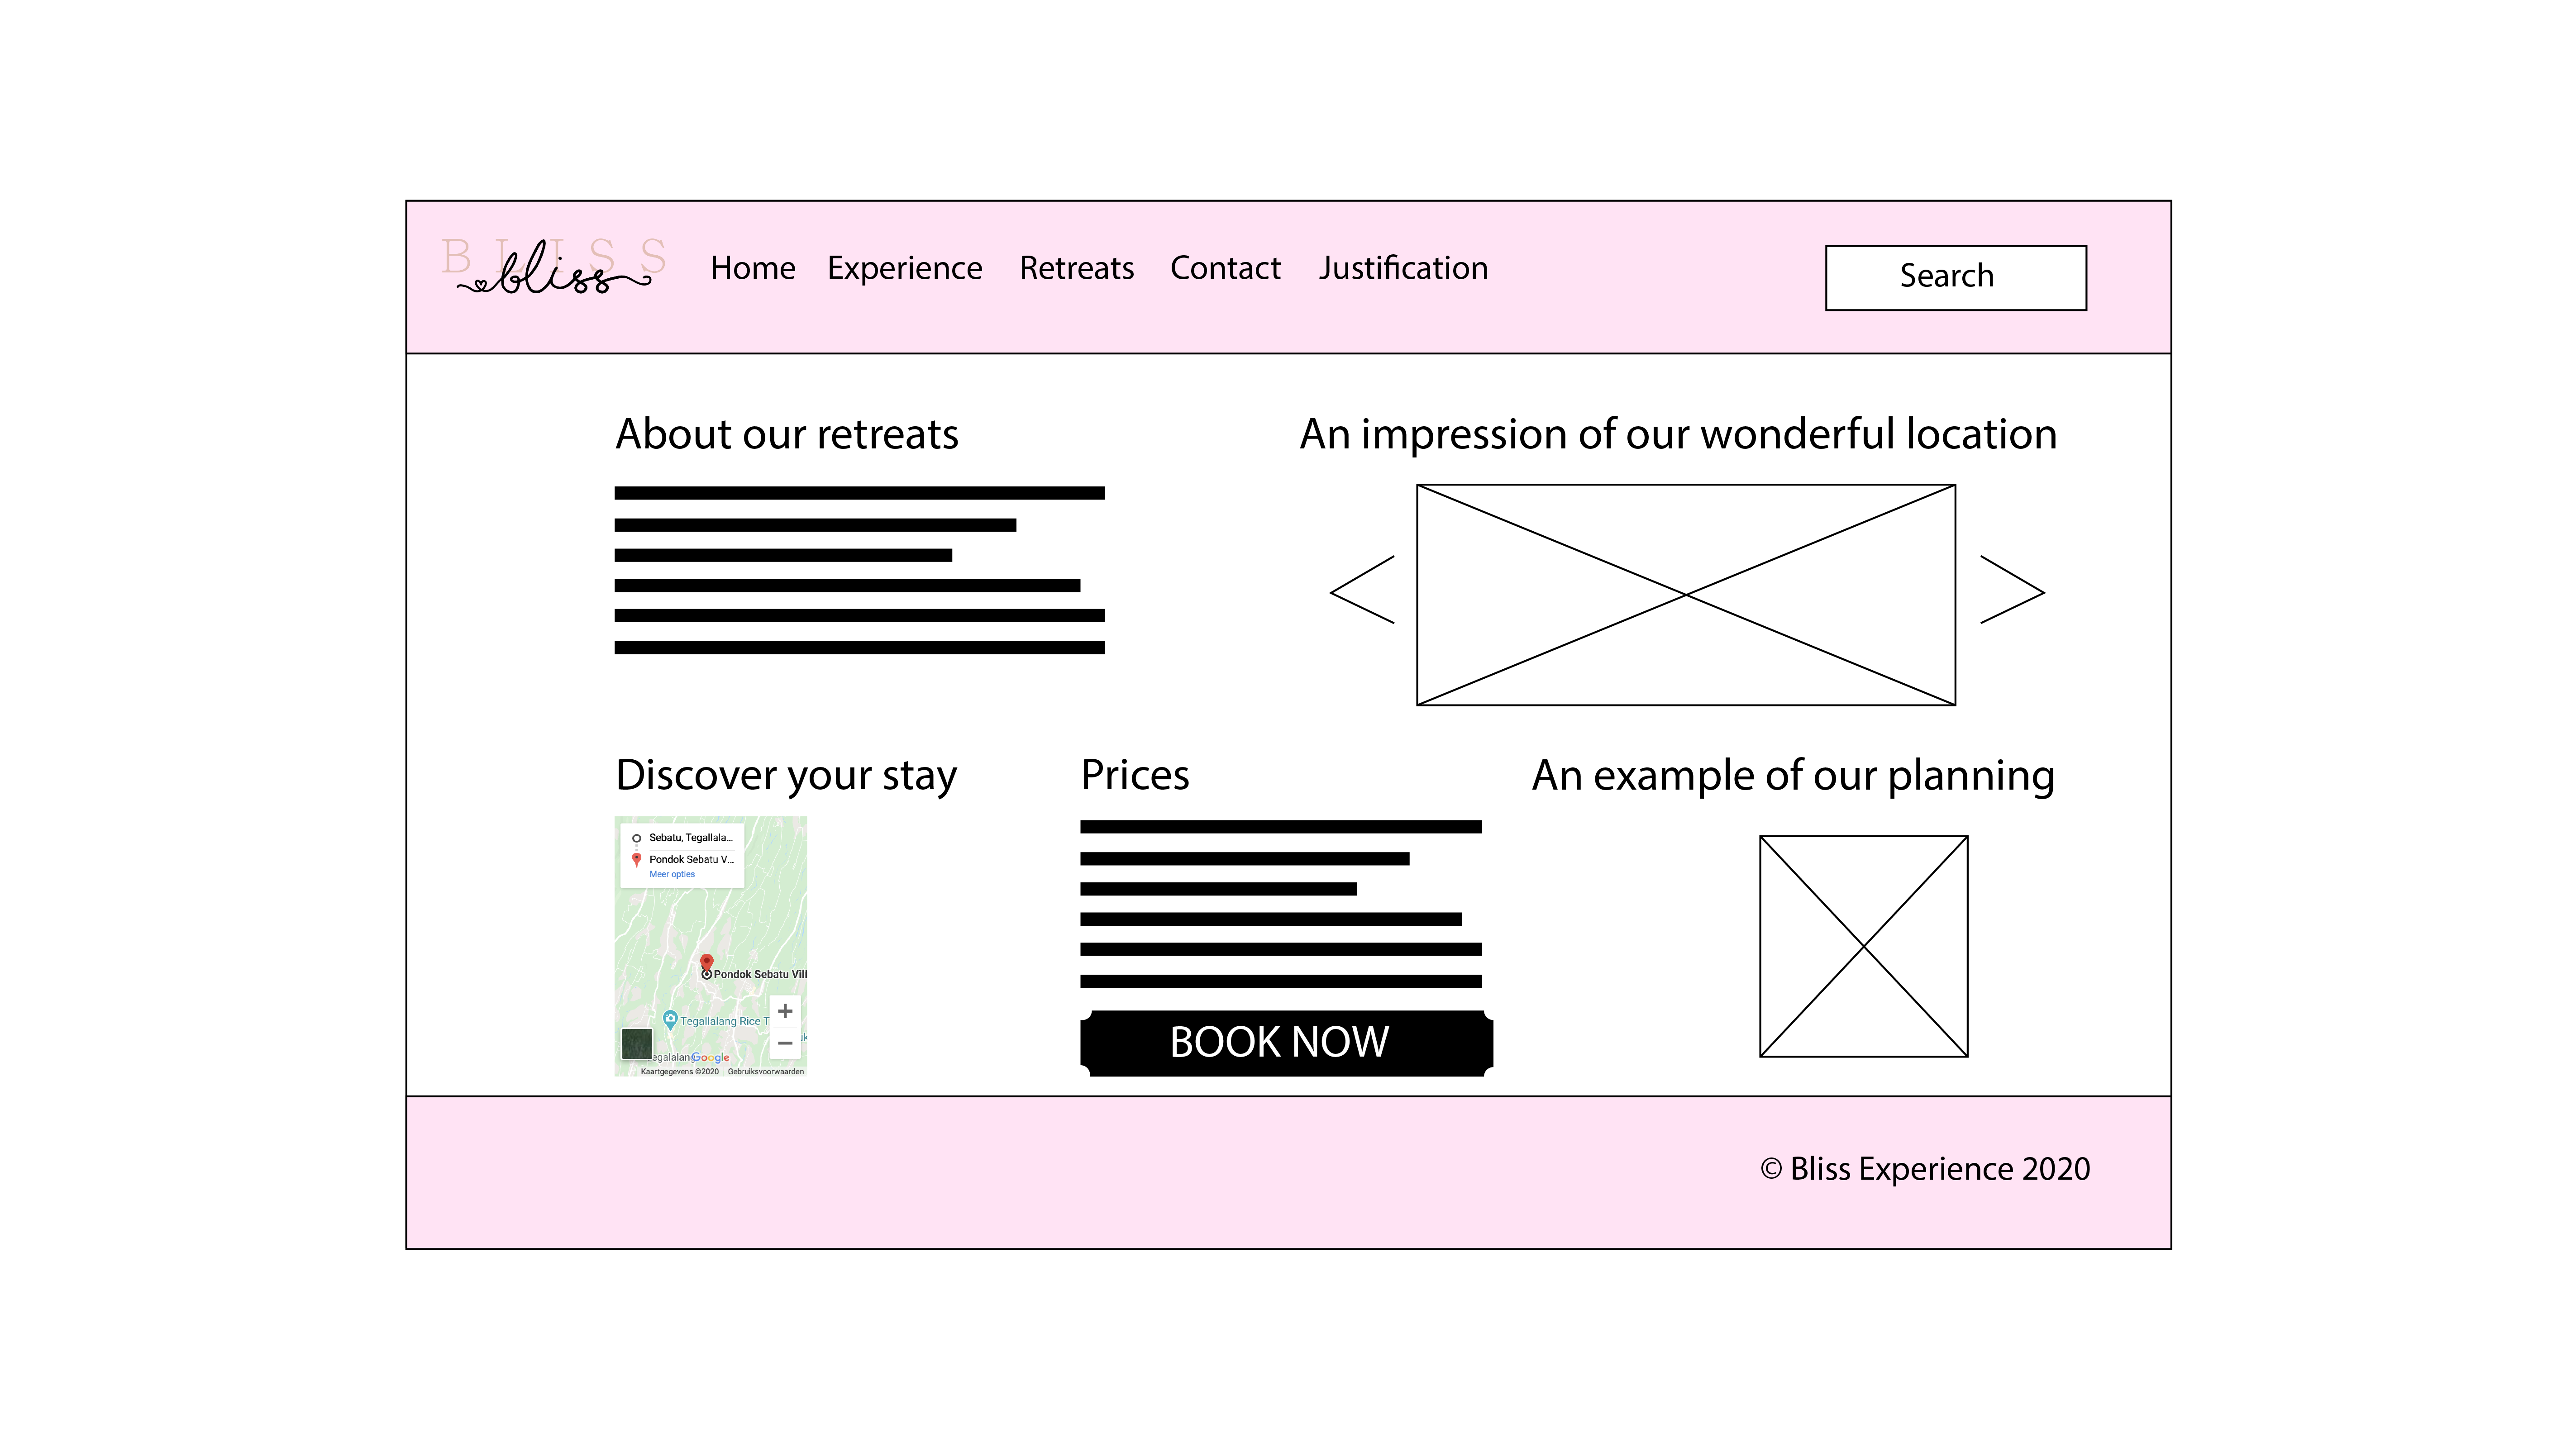 BLISS
bliss
Home Experience Retreats Contact Justification
Search
About our retreats
An impression of our wonderful location
Discover your stay
Prices
An example of our planning
Sebatu, Tegallala...
Pondok Sebatu V...
Meer opties
Pondok Sebatu Vill
Tegallalang Rice T
egalalang
Google
Kaartgegevens ©2020 Gebruiksvoorwaarden
BOOK NOW
© Bliss Experience 2020